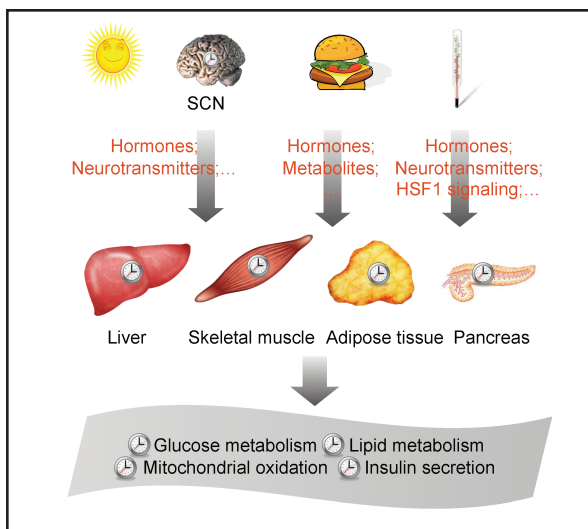 SCN
Hormones;
Neurotransmitters;...
Hormones;
Metabolites;
...
Hormones;
Neurotransmitters;
HSF1 signaling;...
Liver
Skeletal muscle
Adipose tissue
Pancreas
Glucose metabolism
Lipid metabolism
Mitochondrial oxidation
Insulin secretion